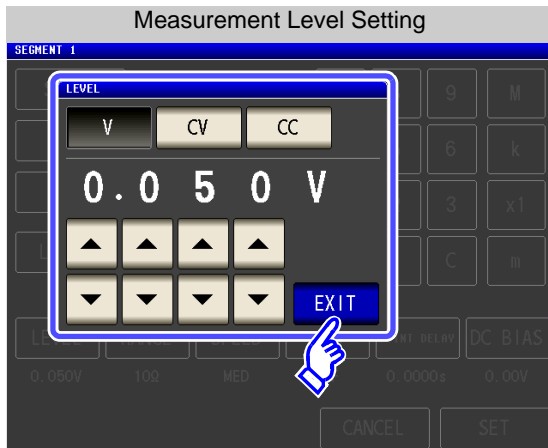 Measurement Level Setting
SEGMENT 1
LEVEL
V CV CC
0.050 V
EXIT
9 M
6 k
3 x1
C m
DC BIAS
0.050V 10Ω MED 0.0000s 0.00V
CANCEL SET